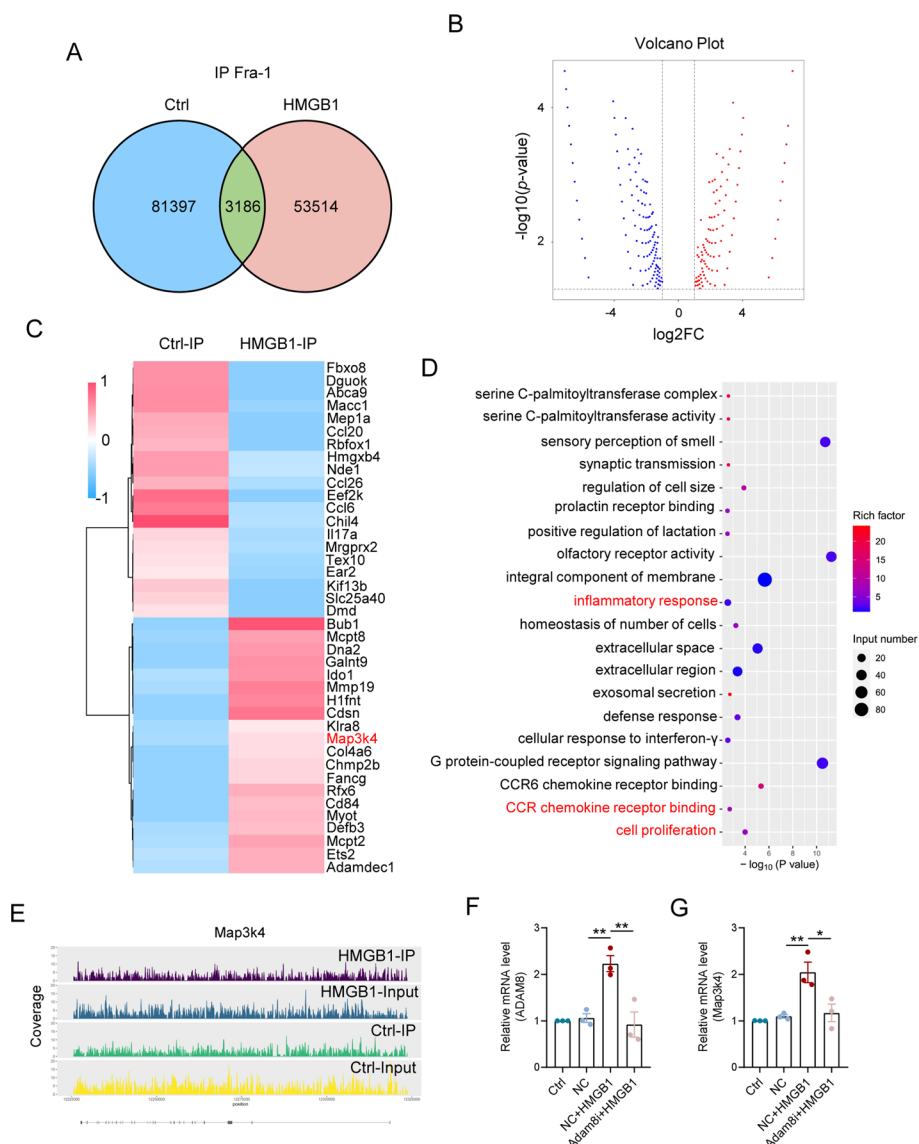 A
IP Fra-1
Ctrl
HMGB1
81397
3186
53514
B
Volcano Plot
-log10(p-value)
4
2
-4
0
4
log2FC
C
Ctrl-IP
HMGB1-IP
1
0
-1
Fbxo8
Dguok
Abca9
Macc1
Mep1a
Ccl20
Rbfox1
Hmgxb4
Nde1
Ccl26
Eef2k
Ccl6
Chil4
Il17a
Mrgprx2
Tex10
Ear2
Kif13b
Slc25a40
Dmd
Bub1
Mcpt8
Dna2
Galnt9
Ido1
Mmp19
H1fnt
Cdsn
Klra8
Map3k4
Col4a6
Chmp2b
Fancg
Rfx6
Cd84
Myot
Defb3
Mcpt2
Ets2
Adamdec1
D
serine C-palmitoyltransferase complex
serine C-palmitoyltransferase activity
sensory perception of smell
synaptic transmission
regulation of cell size
prolactin receptor binding
positive regulation of lactation
olfactory receptor activity
integral component of membrane
inflammatory response
homeostasis of number of cells
extracellular space
extracellular region
exosomal secretion
defense response
cellular response to interferon-γ
G protein-coupled receptor signaling pathway
CCR6 chemokine receptor binding
CCR chemokine receptor binding
cell proliferation
4
6
8
10
− log10 (P value)
Rich factor
20
15
10
5
Input number
20
40
60
80
E
Map3k4
Coverage
HMGB1-IP
HMGB1-Input
Ctrl-IP
Ctrl-Input
position
F
Relative mRNA level
(ADAM8)
3
2
1
0
**
**
Ctrl
NC
NC+HMGB1
Adam8i+HMGB1
G
Relative mRNA level
(Map3k4)
3
2
1
0
**
*
Ctrl
NC
NC+HMGB1
Adam8i+HMGB1